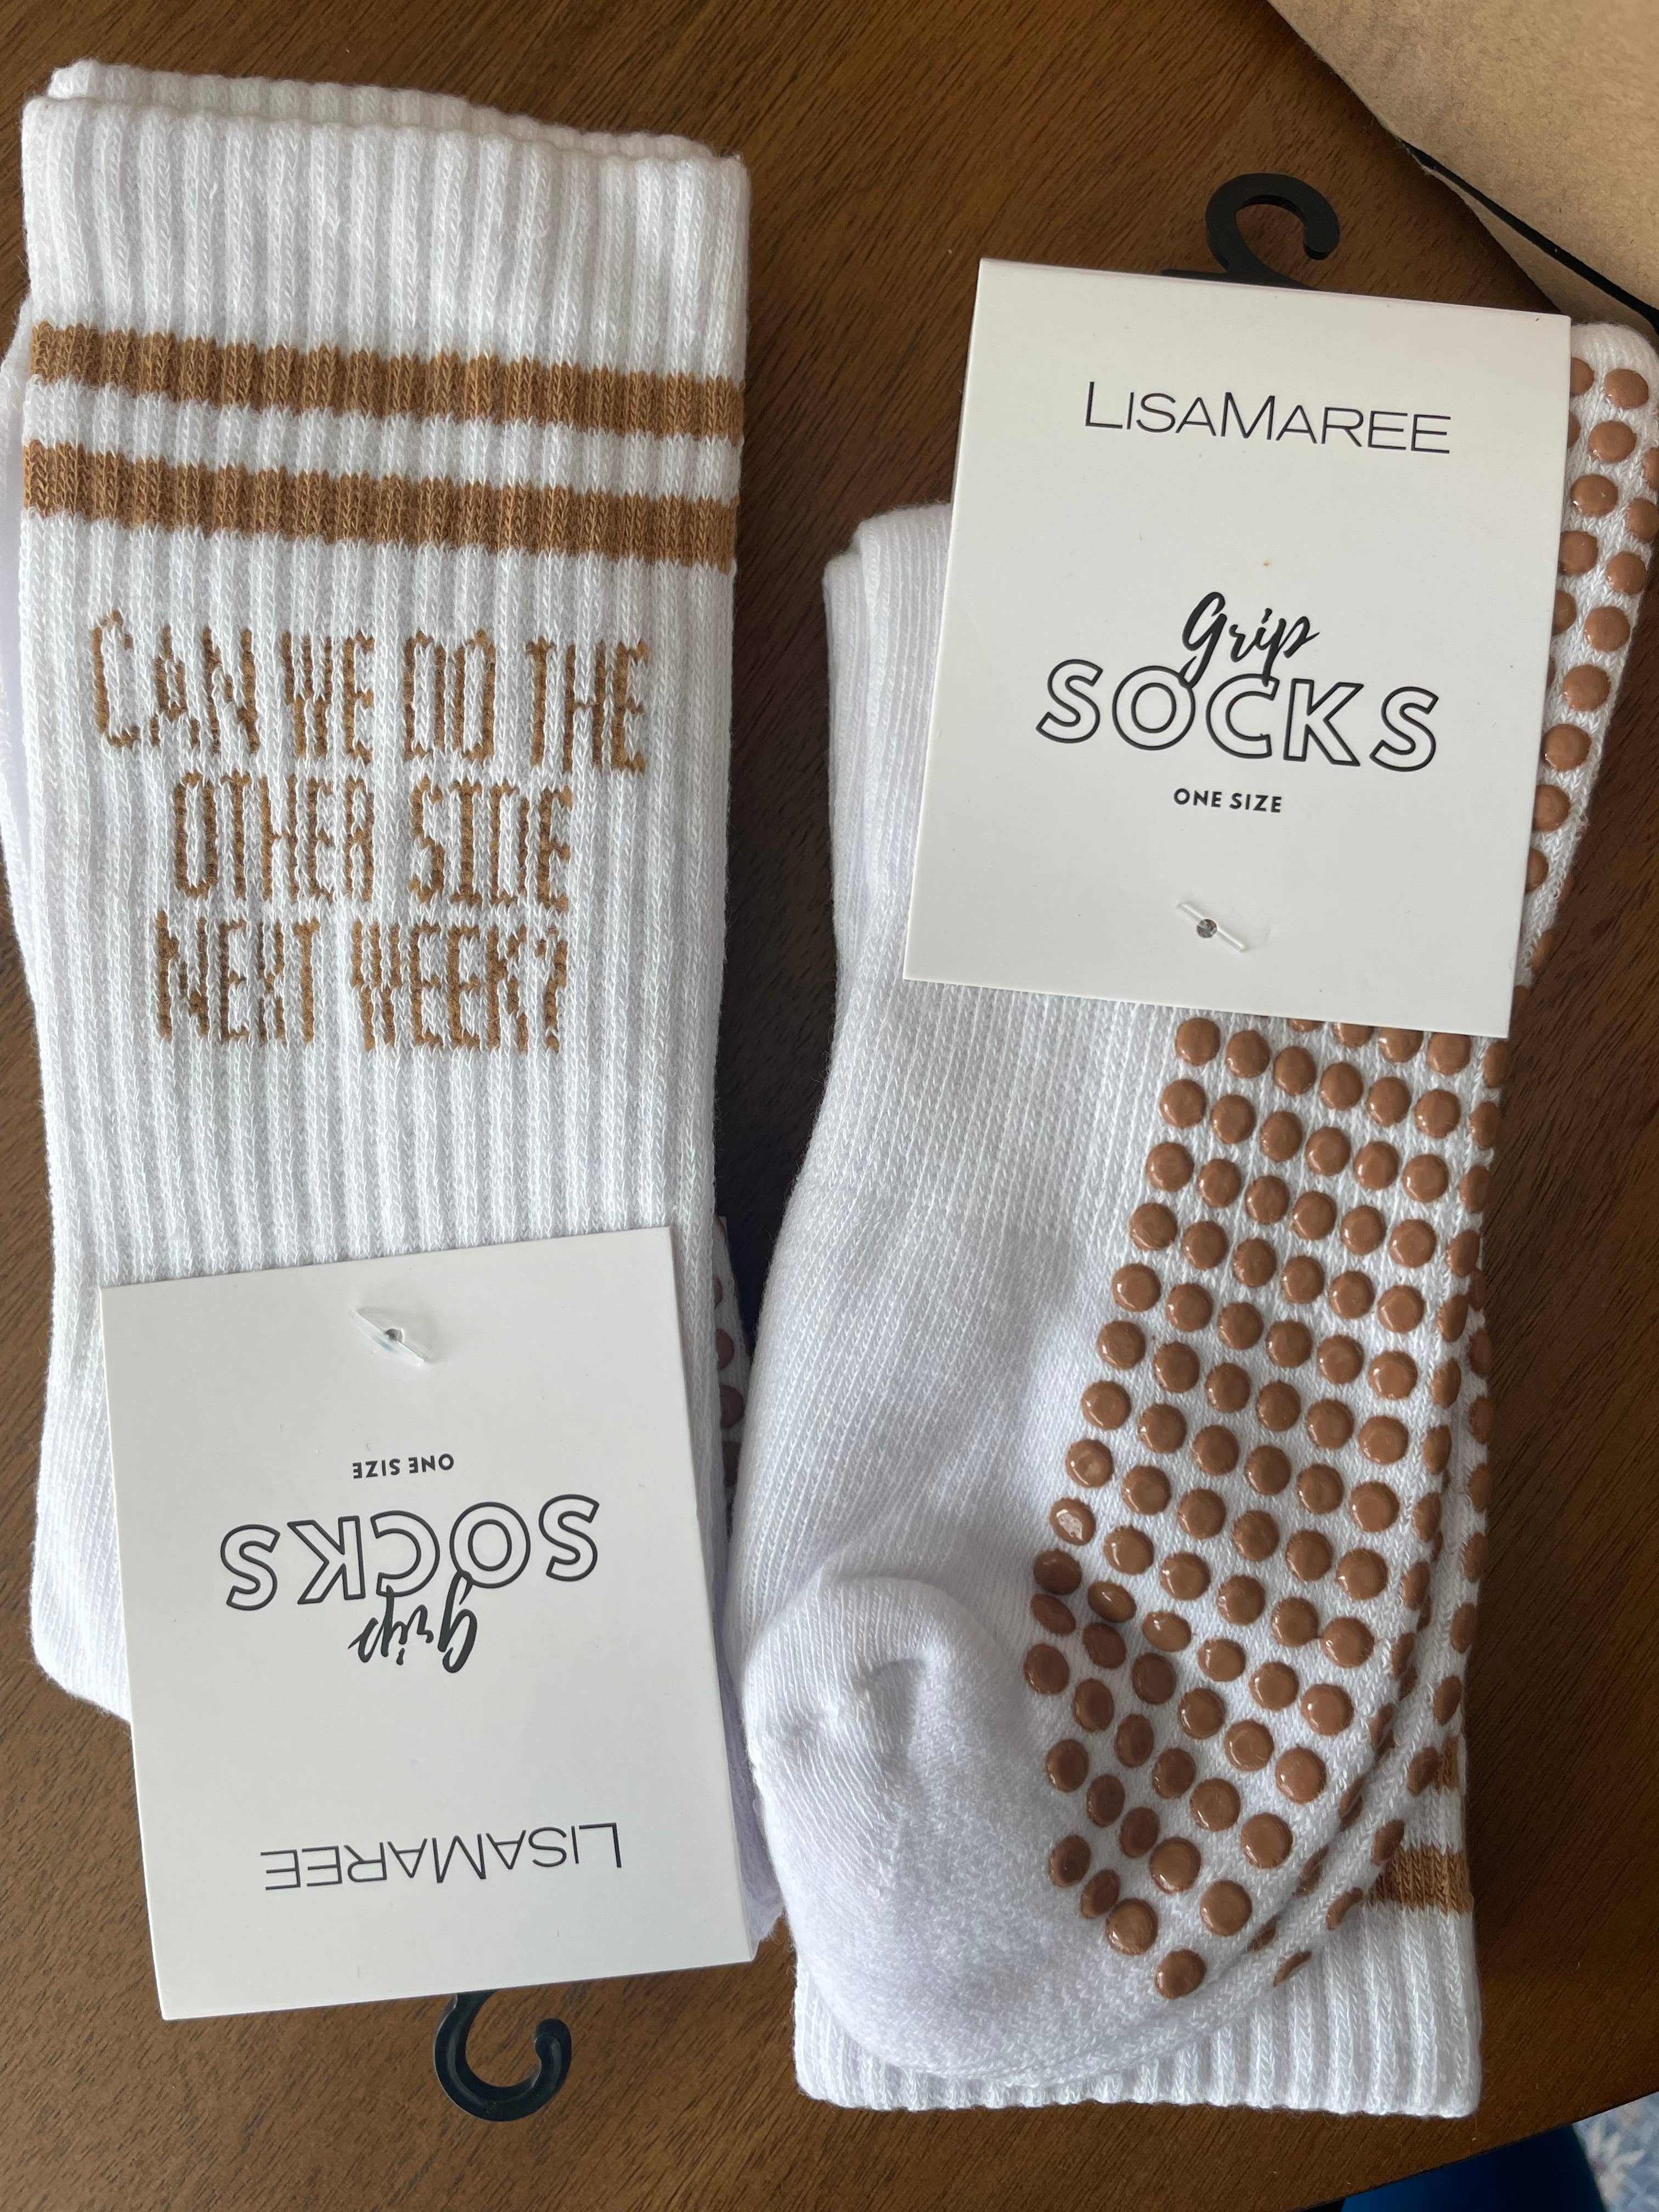 CAN WE DO THE
OTHER SIDE
NEXT WEEK?
LISAMAREE
Grip
SOCKS
ONE SIZE
LISAMAREE
Grip
SOCKS
ONE SIZE